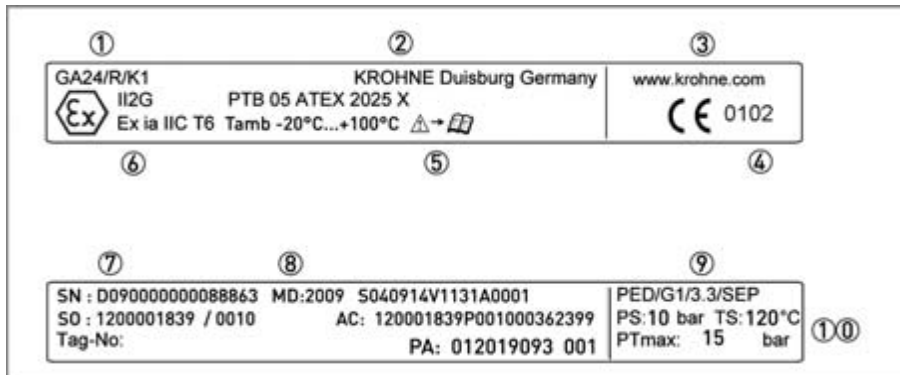 ① ② ③
GA24/R/K1 KROHNE Duisburg Germany www.krohne.com
Ex II2G PTB 05 ATEX 2025 X
Ex ia IIC T6 Tamb -20°C...+100°C CE 0102
⑥ ⑤ ④
⑦ ⑧ ⑨
SN : D090000000088863 MD:2009 S040914V1131A0001 PED/G1/3.3/SEP
SO : 1200001839 / 0010 AC: 120001839P001000362399 PS:10 bar TS:120°C
Tag-No: PA: 012019093 001 PTmax: 15 bar
①⓪